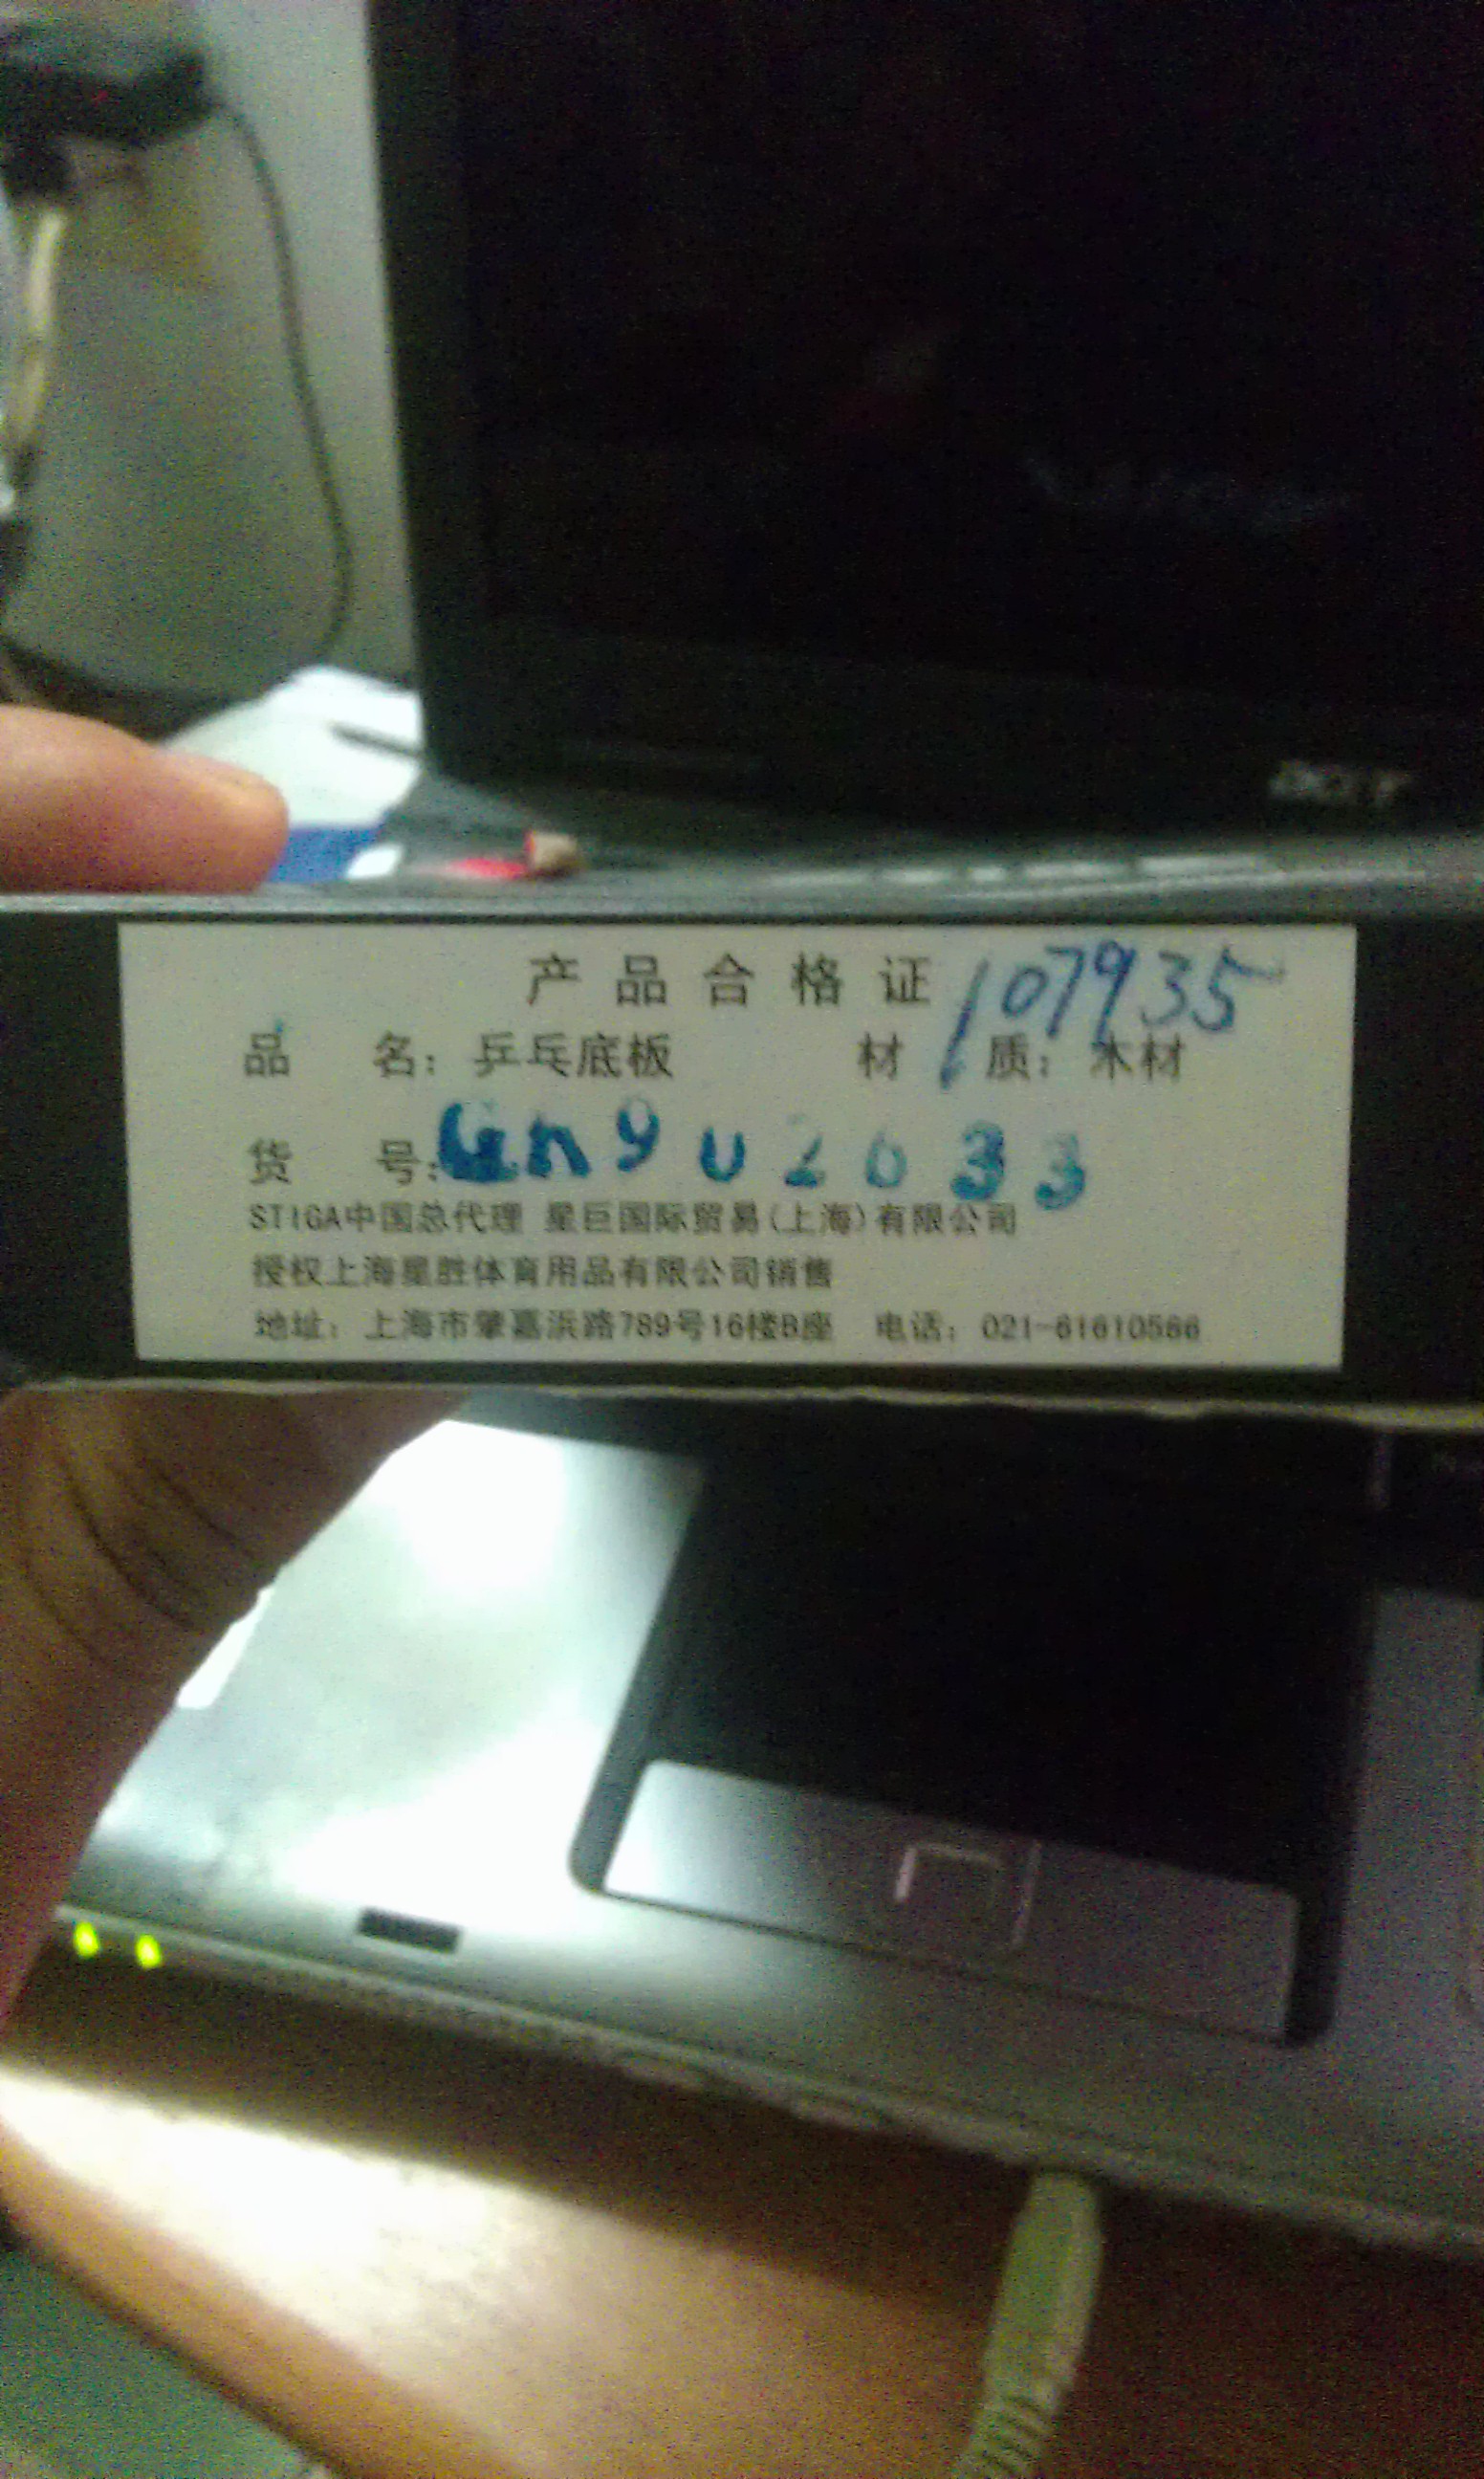 acer
产品合格证 107935
品 名：乒乓底板 材 质：木材
货 号：
STIGA中国总代理 星巨国际贸易(上海)有限公司
授权上海星胜体育用品有限公司销售
地址：上海市肇嘉浜路789号16楼B座 电话：021-61610566